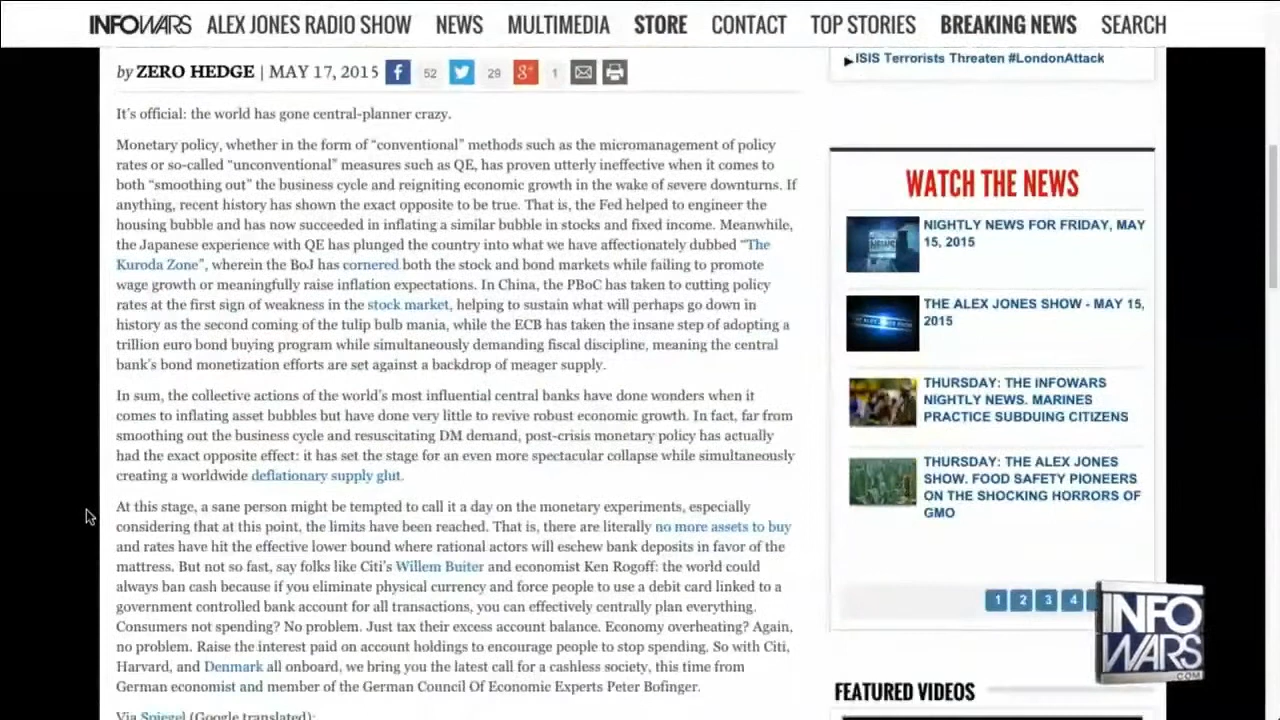 INFOWARS ALEX JONES RADIO SHOW NEWS MULTIMEDIA STORE CONTACT TOP STORIES BREAKING NEWS SEARCH
by ZERO HEDGE | MAY 17, 2015 f 52 29 g+ 1
It's official: the world has gone central-planner crazy.
Monetary policy, whether in the form of “conventional” methods such as the micromanagement of policy
rates or so-called “unconventional” measures such as QE, has proven utterly ineffective when it comes to
both “smoothing out” the business cycle and reigniting economic growth in the wake of severe downturns. If
anything, recent history has shown the exact opposite to be true. That is, the Fed helped to engineer the
housing bubble and has now succeeded in inflating a similar bubble in stocks and fixed income. Meanwhile,
the Japanese experience with QE has plunged the country into what we have affectionately dubbed “The
Kuroda Zone”, wherein the BoJ has cornered both the stock and bond markets while failing to promote
wage growth or meaningfully raise inflation expectations. In China, the PBoC has taken to cutting policy
rates at the first sign of weakness in the stock market, helping to sustain what will perhaps go down in
history as the second coming of the tulip bulb mania, while the ECB has taken the insane step of adopting a
trillion euro bond buying program while simultaneously demanding fiscal discipline, meaning the central
bank's bond monetization efforts are set against a backdrop of meager supply.
In sum, the collective actions of the world's most influential central banks have done wonders when it
comes to inflating asset bubbles but have done very little to revive robust economic growth. In fact, far from
smoothing out the business cycle and resuscitating DM demand, post-crisis monetary policy has actually
had the exact opposite effect: it has set the stage for an even more spectacular collapse while simultaneously
creating a worldwide deflationary supply glut.
At this stage, a sane person might be tempted to call it a day on the monetary experiments, especially
considering that at this point, the limits have been reached. That is, there are literally no more assets to buy
and rates have hit the effective lower bound where rational actors will eschew bank deposits in favor of the
mattress. But not so fast, say folks like Citi's Willem Buiter and economist Ken Rogoff: the world could
always ban cash because if you eliminate physical currency and force people to use a debit card linked to a
government controlled bank account for all transactions, you can effectively centrally plan everything.
Consumers not spending? No problem. Just tax their excess account balance. Economy overheating? Again,
no problem. Raise the interest paid on account holdings to encourage people to stop spending. So with Citi,
Harvard, and Denmark all onboard, we bring you the latest call for a cashless society, this time from
German economist and member of the German Council Of Economic Experts Peter Bofinger.
Via Spiegel (Google translated):
ISIS Terrorists Threaten #LondonAttack
WATCH THE NEWS
NIGHTLY NEWS FOR FRIDAY, MAY
15, 2015
THE ALEX JONES SHOW - MAY 15,
2015
THURSDAY: THE INFOWARS
NIGHTLY NEWS. MARINES
PRACTICE SUBDUING CITIZENS
THURSDAY: THE ALEX JONES
SHOW. FOOD SAFETY PIONEERS
ON THE SHOCKING HORRORS OF
GMO
1 2 3 4
INFO
WARS
.COM
FEATURED VIDEOS